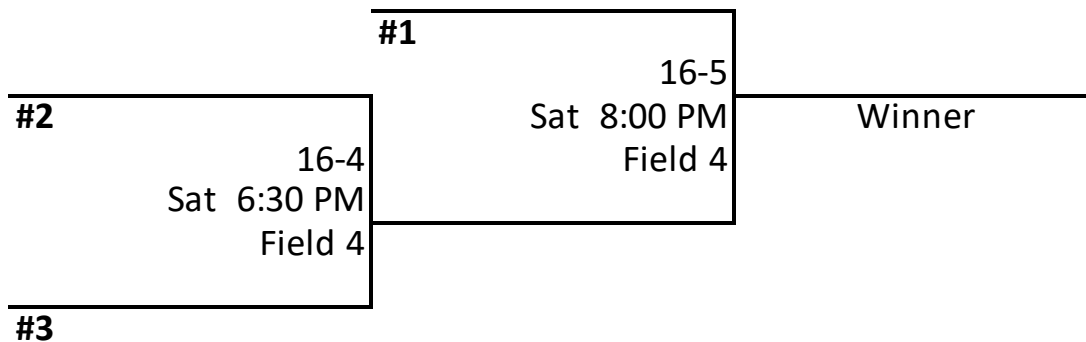 #1
16-5
Sat 8:00 PM
Field 4
Winner
#2
16-4
Sat 6:30 PM
Field 4
#3